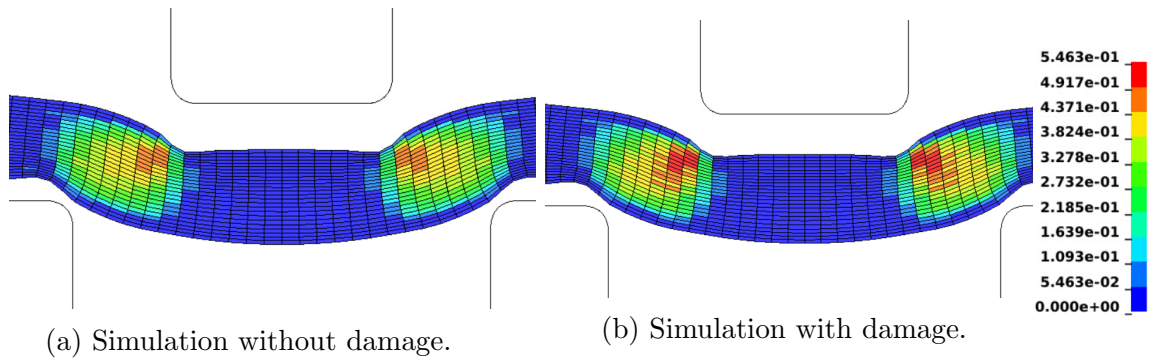 5.463e-01
4.917e-01
4.371e-01
3.824e-01
3.278e-01
2.732e-01
2.185e-01
1.639e-01
1.093e-01
5.463e-02
0.000e+00
(a) Simulation without damage.
(b) Simulation with damage.